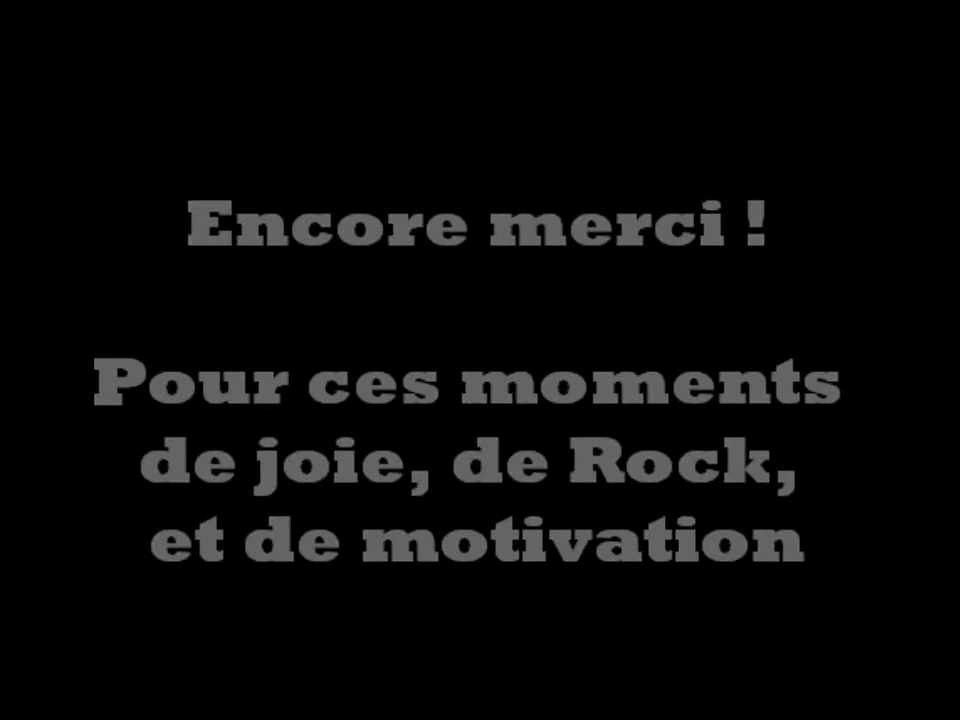 Encore merci !
Pour ces moments
de joie, de Rock,
et de motivation